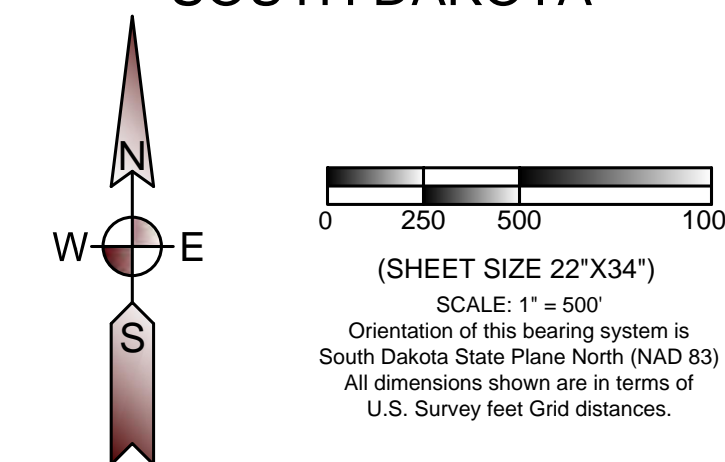 SOUTH DAKOTA
N
W E
S
0 250 500 100
(SHEET SIZE 22"X34")
SCALE: 1" = 500'
Orientation of this bearing system is
South Dakota State Plane North (NAD 83)
All dimensions shown are in terms of
U.S. Survey feet Grid distances.